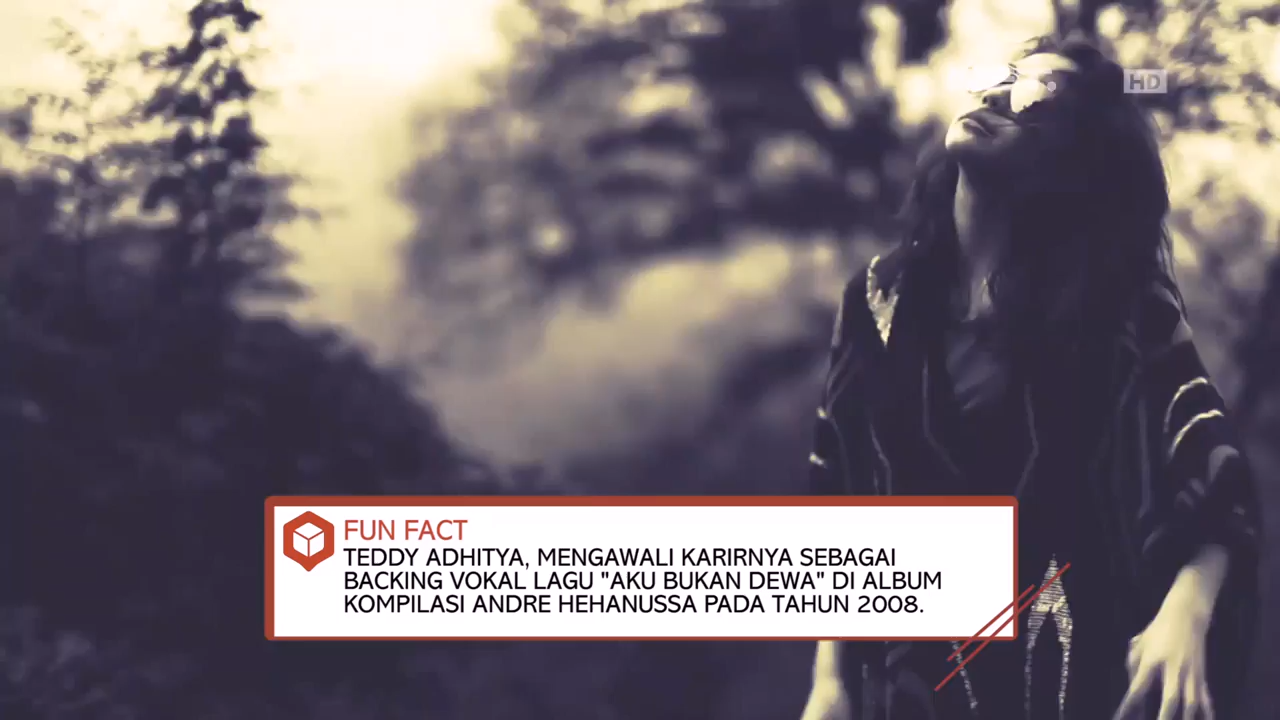 HD
FUN FACT
TEDDY ADHITYA, MENGAWALI KARIRNYA SEBAGAI
BACKING VOKAL LAGU "AKU BUKAN DEWA" DI ALBUM
KOMPILASI ANDRE HEHANUSSA PADA TAHUN 2008.